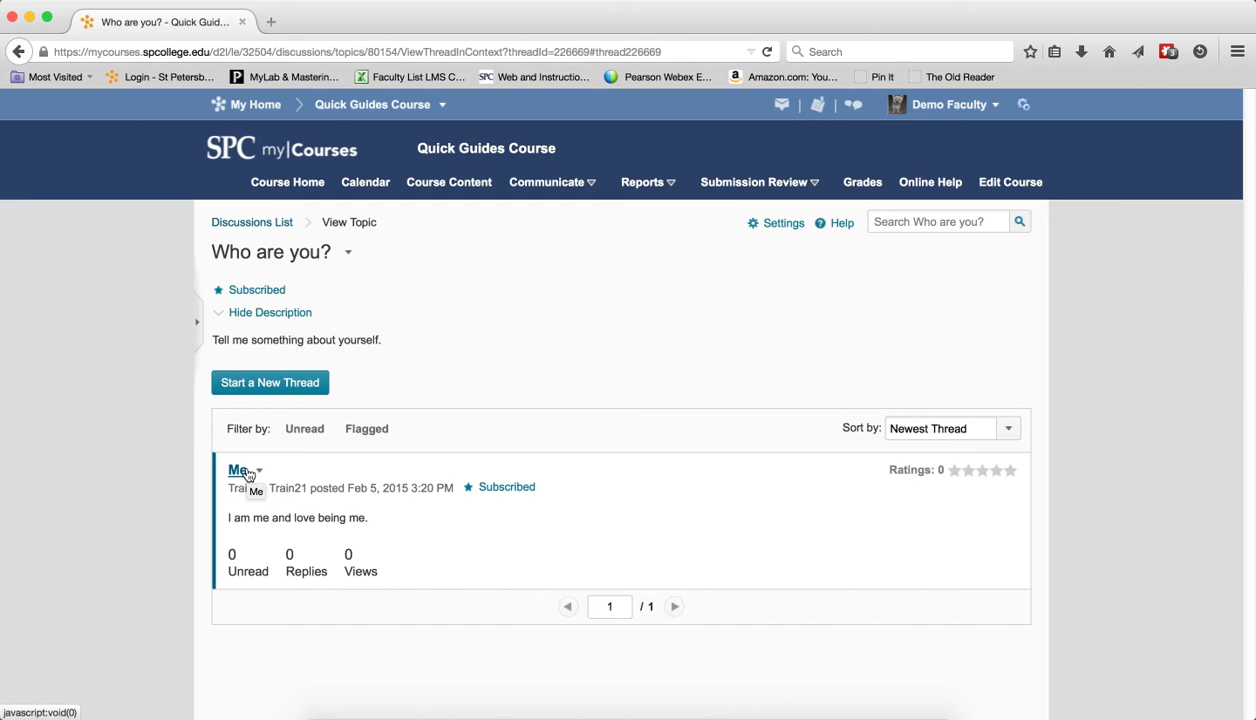 Who are you? - Quick Guid...
https://mycourses.spcollege.edu/d2l/le/32504/discussions/topics/80154/ViewThreadInContext?threadId=226669#thread226669
Search
3
Most Visited
Login - St Petersb...
MyLab & Mastering...
Faculty List LMS C...
SPC Web and Instructio...
Pearson Webex E...
Amazon.com: You...
Pin It
The Old Reader
My Home
Quick Guides Course
Demo Faculty
SPC my|Courses
Quick Guides Course
Course Home
Calendar
Course Content
Communicate
Reports
Submission Review
Grades
Online Help
Edit Course
Discussions List
View Topic
Settings
Help
Search Who are you?
Who are you?
Subscribed
Hide Description
Tell me something about yourself.
Start a New Thread
Filter by: Unread Flagged
Sort by: Newest Thread
Me
Ratings: 0
Train21 posted Feb 5, 2015 3:20 PM
Subscribed
Me
I am me and love being me.
0 0 0
Unread Replies Views
1 / 1
javascript:void(0)